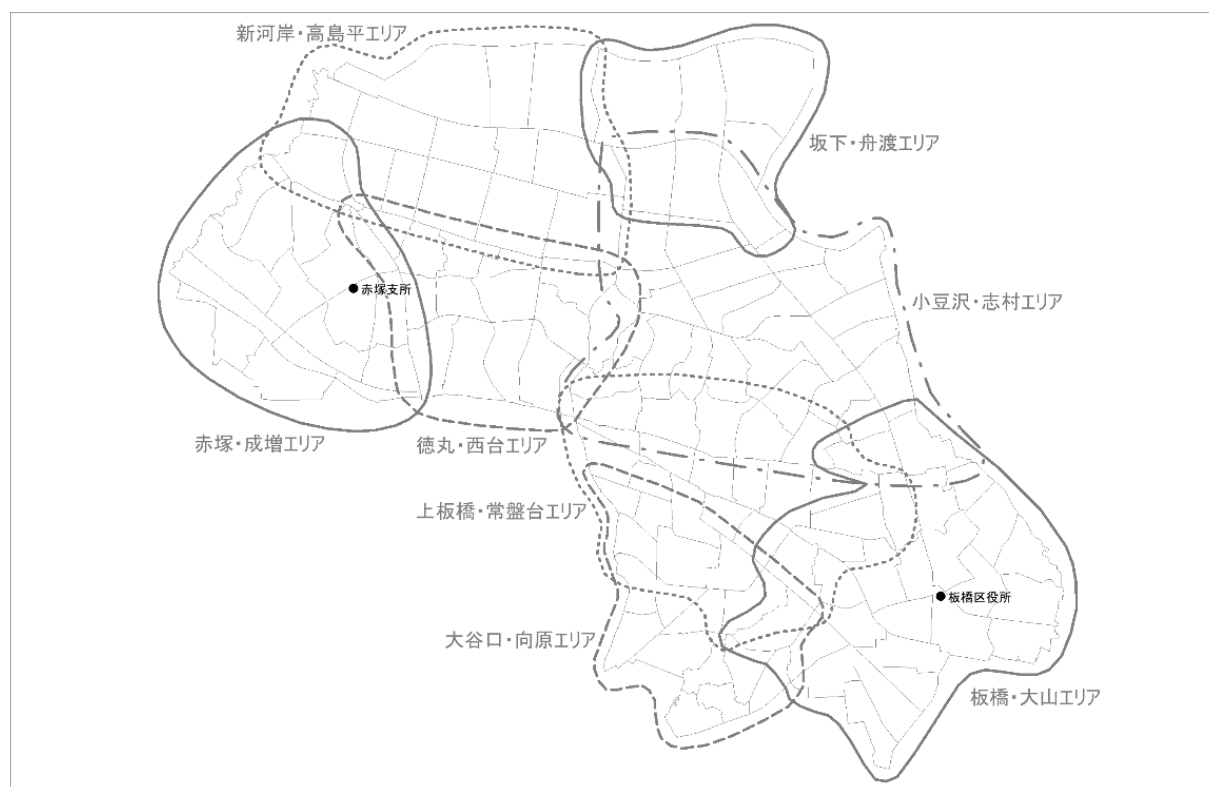 新河岸・高島平エリア
坂下・舟渡エリア
赤塚支所
小豆沢・志村エリア
赤塚・成増エリア
徳丸・西台エリア
上板橋・常盤台エリア
板橋区役所
大谷口・向原エリア
板橋・大山エリア